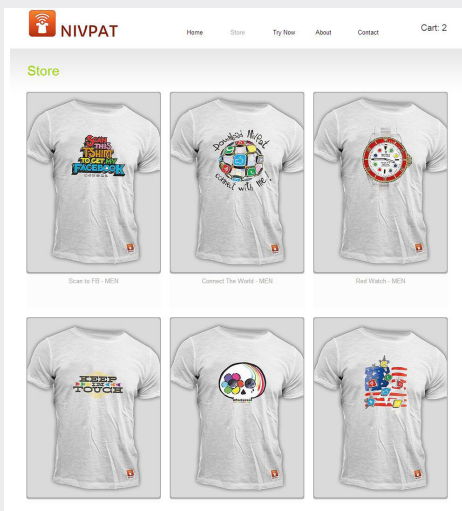 NIVPAT
Home Store Try Now About Contact
Cart: 2
Store
SCAN
THIS
T-SHIRT
TO GET MY
FACEBOOK
DownLoad NivPat
connect with me!
Scan to FB - MEN
Connect The World - MEN
Red Watch - MEN
KEEP
IN
TOUCH